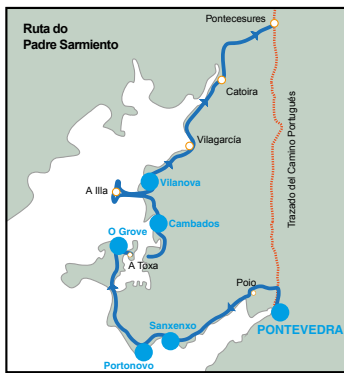 Ruta do
Padre Sarmiento
Pontecesures
Catoira
Vilagarcía
Trazado del Camino Portugués
A Illa
Vilanova
Cambados
O Grove
A Toxa
Poio
Sanxenxo
PONTEVEDRA
Portonovo